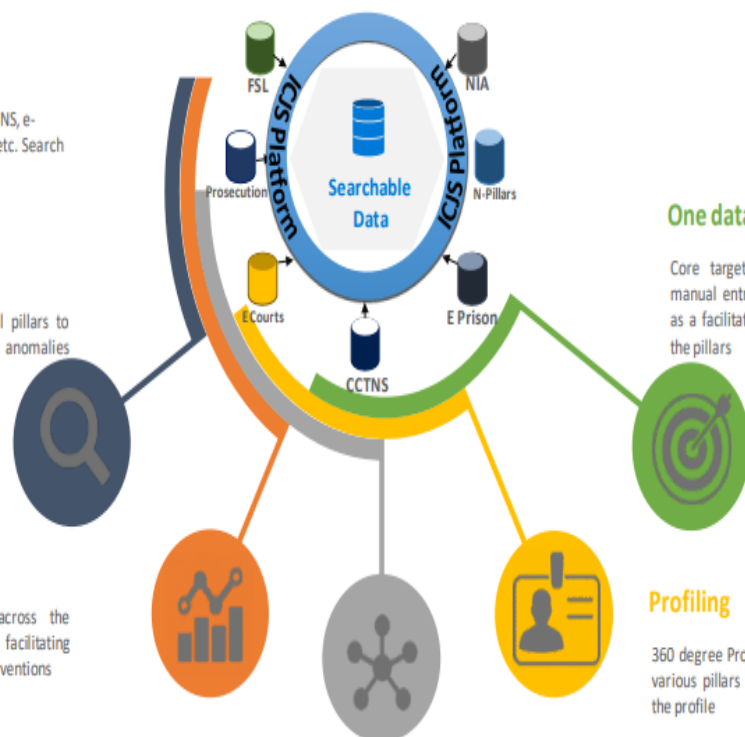 FSL
NIA
ICJS Platform
ICJS Platform
NS, e-
etc. Search
Prosecution
Searchable
Data
N-Pillars
One data
Core target
manual entr
as a facilitat
the pillars
l pillars to
anomalies
E Courts
E Prison
CCTNS
across the
facilitating
ventions
Profiling
360 degree Pro
various pillars
the profile